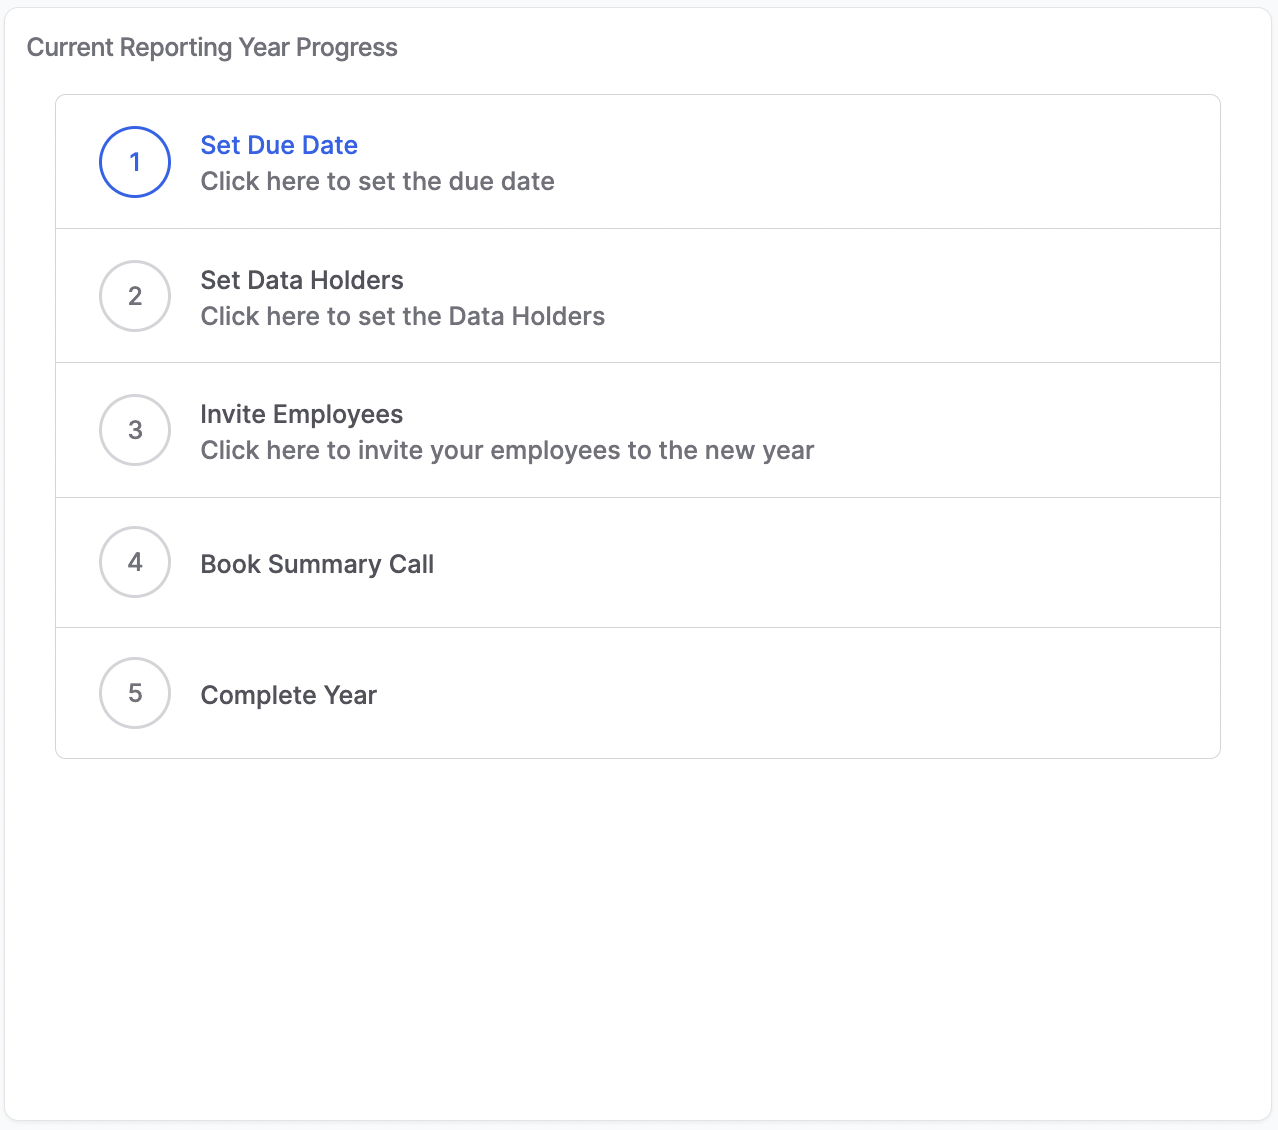 Current Reporting Year Progress
1
Set Due Date
Click here to set the due date
2
Set Data Holders
Click here to set the Data Holders
3
Invite Employees
Click here to invite your employees to the new year
4
Book Summary Call
5
Complete Year